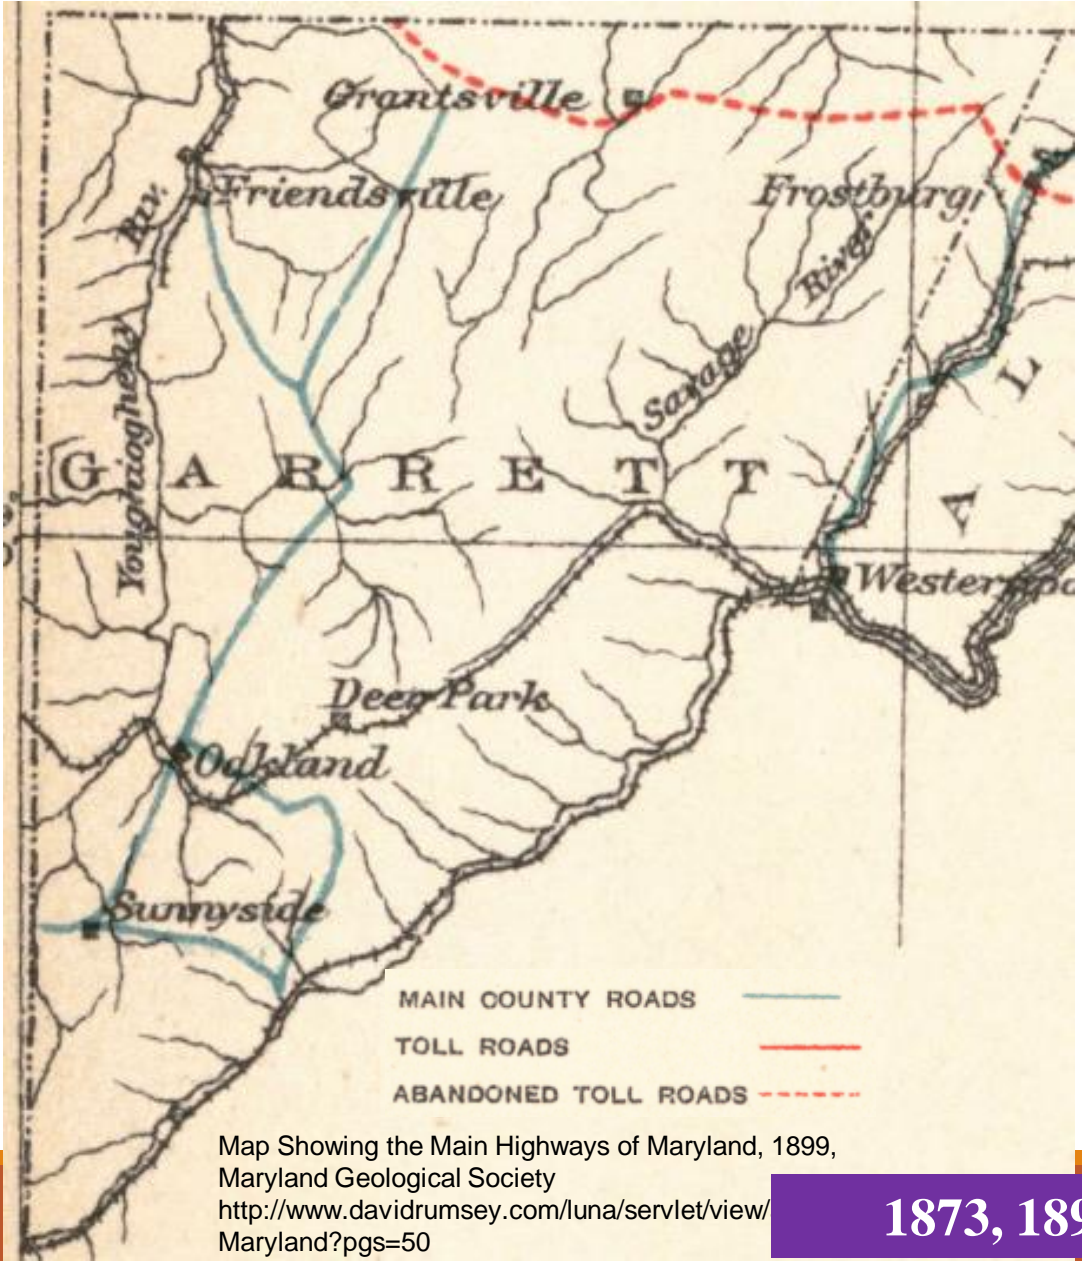 Grantsville
Friendsville
Frostburg
Riv.
River
Savage
Youghiogheny
GARRETT
A L
Deer Park
Oakland
Sunnyside
MAIN COUNTY ROADS
TOLL ROADS
ABANDONED TOLL ROADS
Map Showing the Main Highways of Maryland, 1899,
Maryland Geological Society
http://www.davidrumsey.com/luna/servlet/view/
Maryland?pgs=50
1873,